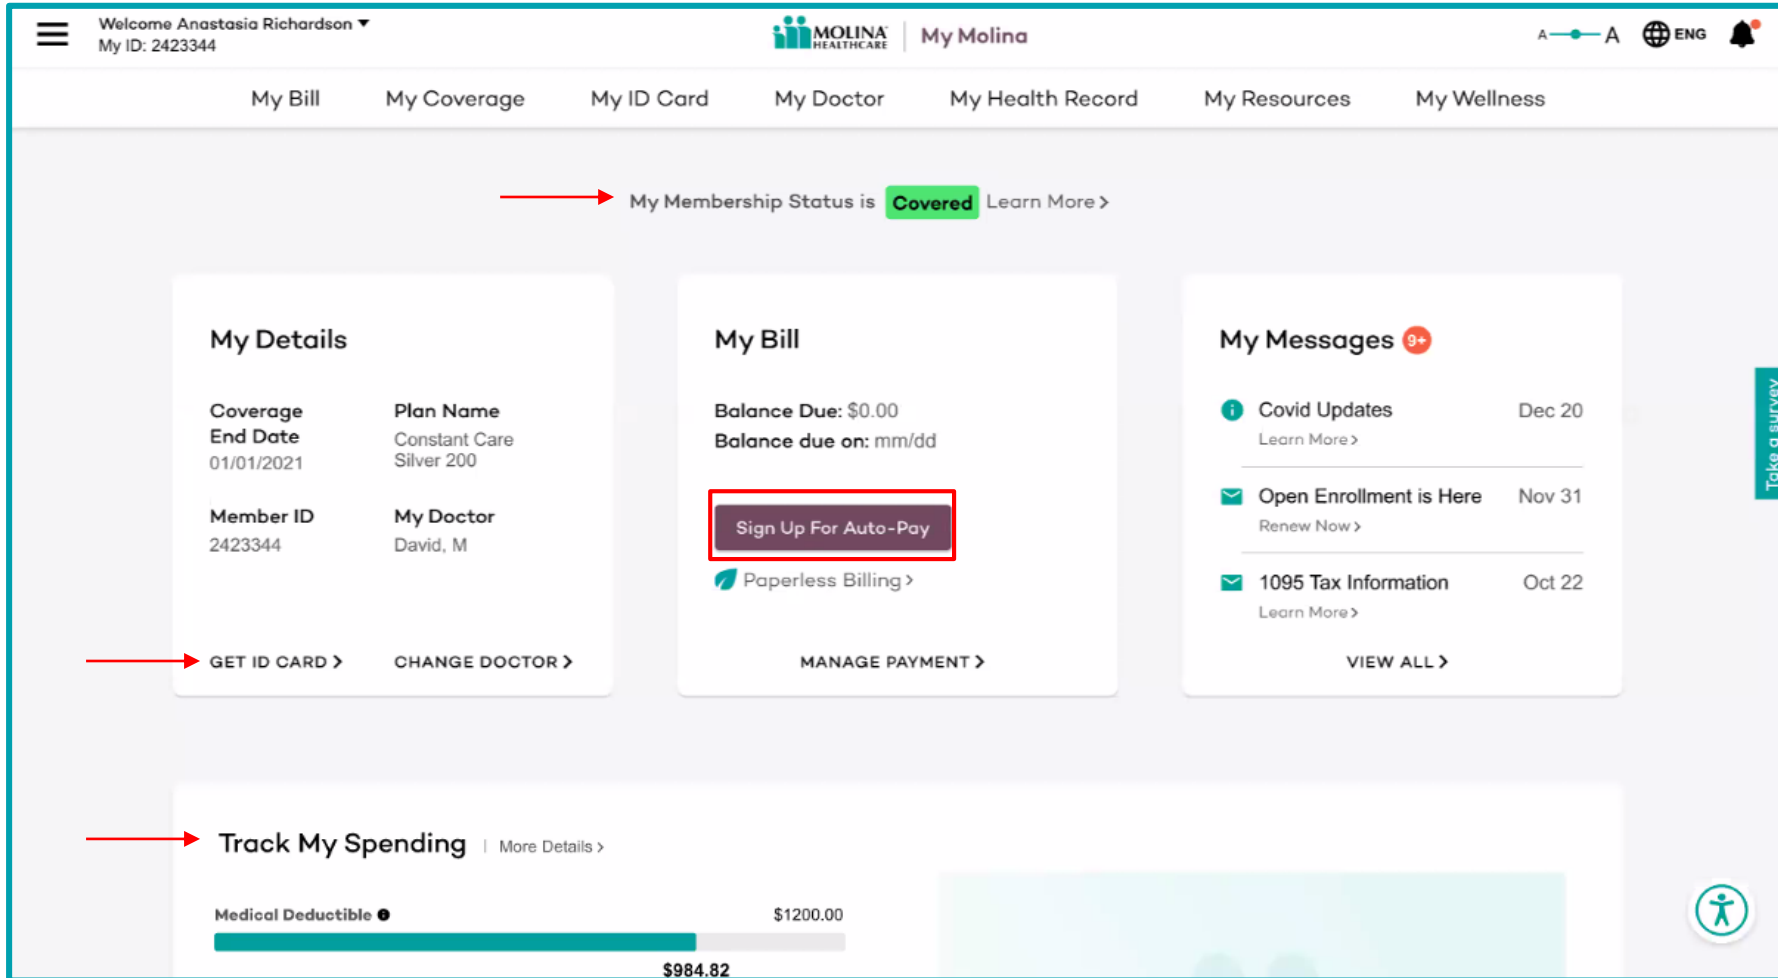 Welcome Anastasia Richardson
My ID: 2423344
MOLINA
HEALTHCARE
My Molina
A A
ENG
My Bill
My Coverage
My ID Card
My Doctor
My Health Record
My Resources
My Wellness
My Membership Status is Covered Learn More >
My Details
Coverage
End Date
01/01/2021
Plan Name
Constant Care
Silver 200
Member ID
2423344
My Doctor
David, M
GET ID CARD >
CHANGE DOCTOR >
My Bill
Balance Due: $0.00
Balance due on: mm/dd
Sign Up For Auto-Pay
Paperless Billing >
MANAGE PAYMENT >
My Messages 9+
Covid Updates Dec 20
Learn More >
Open Enrollment is Here Nov 31
Renew Now >
1095 Tax Information Oct 22
Learn More >
VIEW ALL >
Take a survey
Track My Spending | More Details >
Medical Deductible $1200.00
$984.82